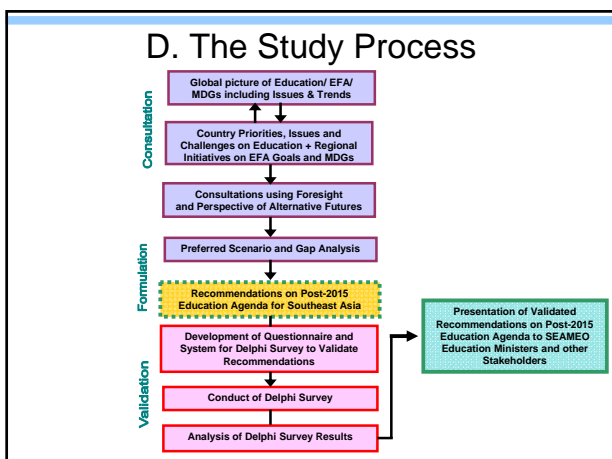 D. The Study Process
Consultation
Global picture of Education/ EFA/
MDGs including Issues & Trends
Country Priorities, Issues and
Challenges on Education + Regional
Initiatives on EFA Goals and MDGs
Consultations using Foresight
and Perspective of Alternative Futures
Formulation
Preferred Scenario and Gap Analysis
Recommendations on Post-2015
Education Agenda for Southeast Asia
Validation
Development of Questionnaire and
System for Delphi Survey to Validate
Recommendations
Conduct of Delphi Survey
Analysis of Delphi Survey Results
Presentation of Validated
Recommendations on Post-2015
Education Agenda to SEAMEO
Education Ministers and other
Stakeholders